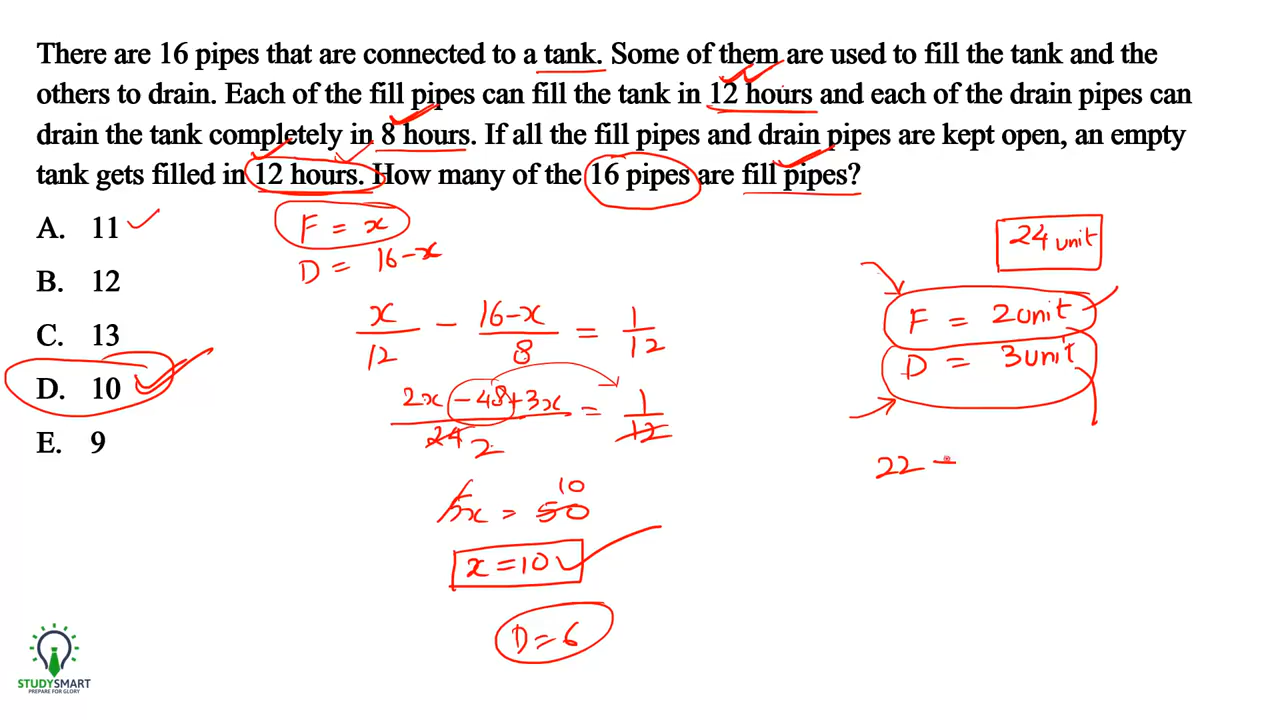 There are 16 pipes that are connected to a tank. Some of them are used to fill the tank and the
others to drain. Each of the fill pipes can fill the tank in 12 hours and each of the drain pipes can
drain the tank completely in 8 hours. If all the fill pipes and drain pipes are kept open, an empty
tank gets filled in 12 hours. How many of the 16 pipes are fill pipes?
A. 11
B. 12
C. 13
D. 10
E. 9
F = x
D = 16-x
x/12 - 16-x/8 = 1/12
2x - 48 + 3x/24 = 1/12
2
10
5x = 50
x = 10
D = 6
24 unit
F = 2 unit
D = 3 unit
22 -
STUDYSMART
PREPARE FOR GLORY